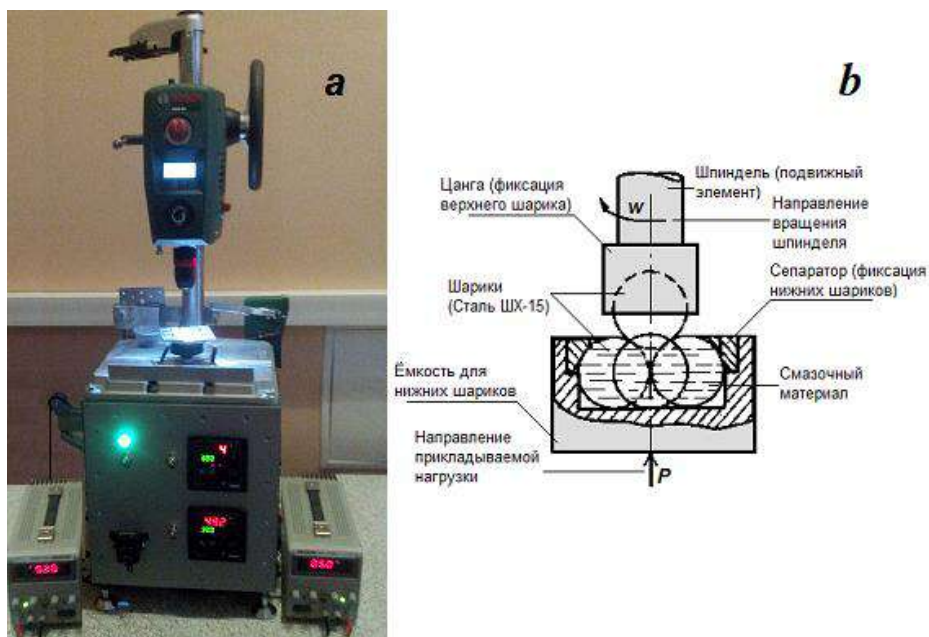 a
b
Цанга (фиксация
верхнего шарика)
Шпиндель (подвижный
элемент)
W
Направление
вращения
шпинделя
Шарики
(Сталь ШХ-15)
Сепаратор (фиксация
нижних шариков)
Ёмкость для
нижних шариков
Смазочный
материал
Направление
прикладываемой
нагрузки
P
4